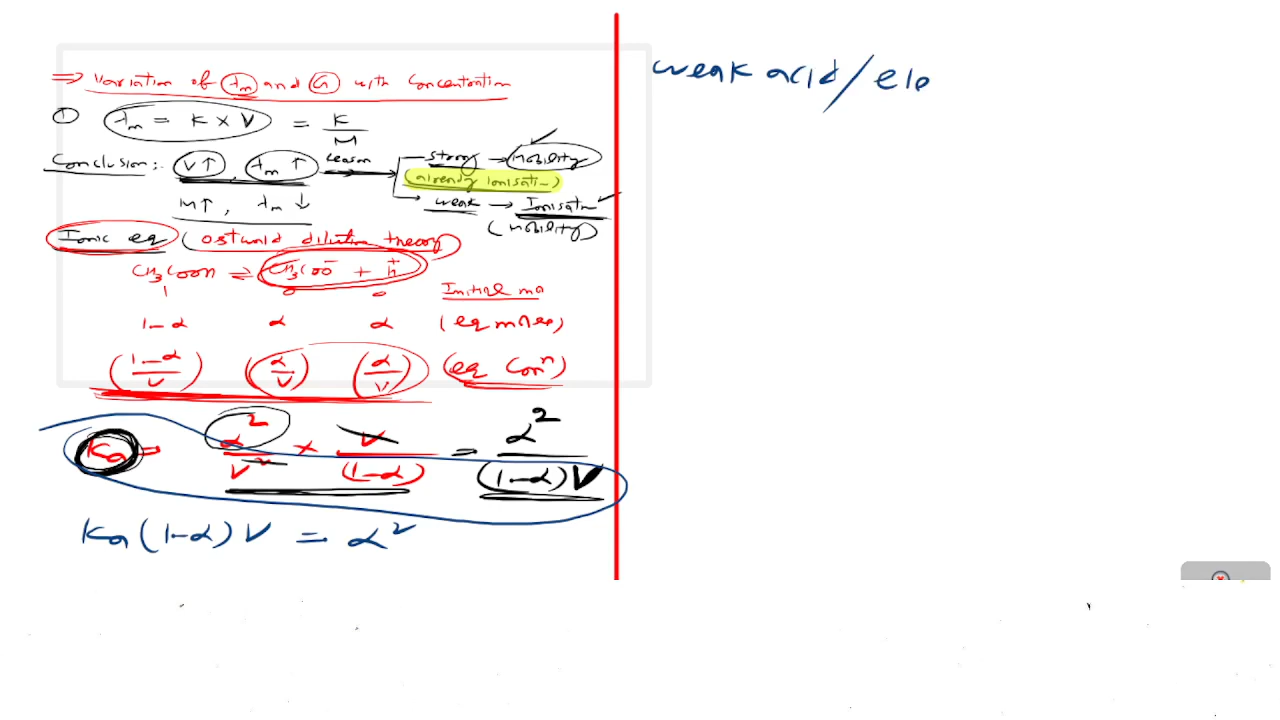 ⇒ Variation of (λm) and (G) with Concentration
① λm = K × V = K/M
Conclusion:- V↑, λm ↑ reason → strong → mobility
(already ionisatin)
M↑, λm ↓ → weak → Ionisatn
(mobility)
Ionic eq (ostwald dilution theory)
CH3COOH ⇌ CH3COO⁻ + H⁺
1 0 0 Initial mo
1-α α α (eq moles)
(1-α/V) (α/V) (α/V) (eq Conⁿ)
Ka = α²/V² × V/(1-α) = α²/(1-α)V
Ka(1-α)V = α²
weak acid/ele